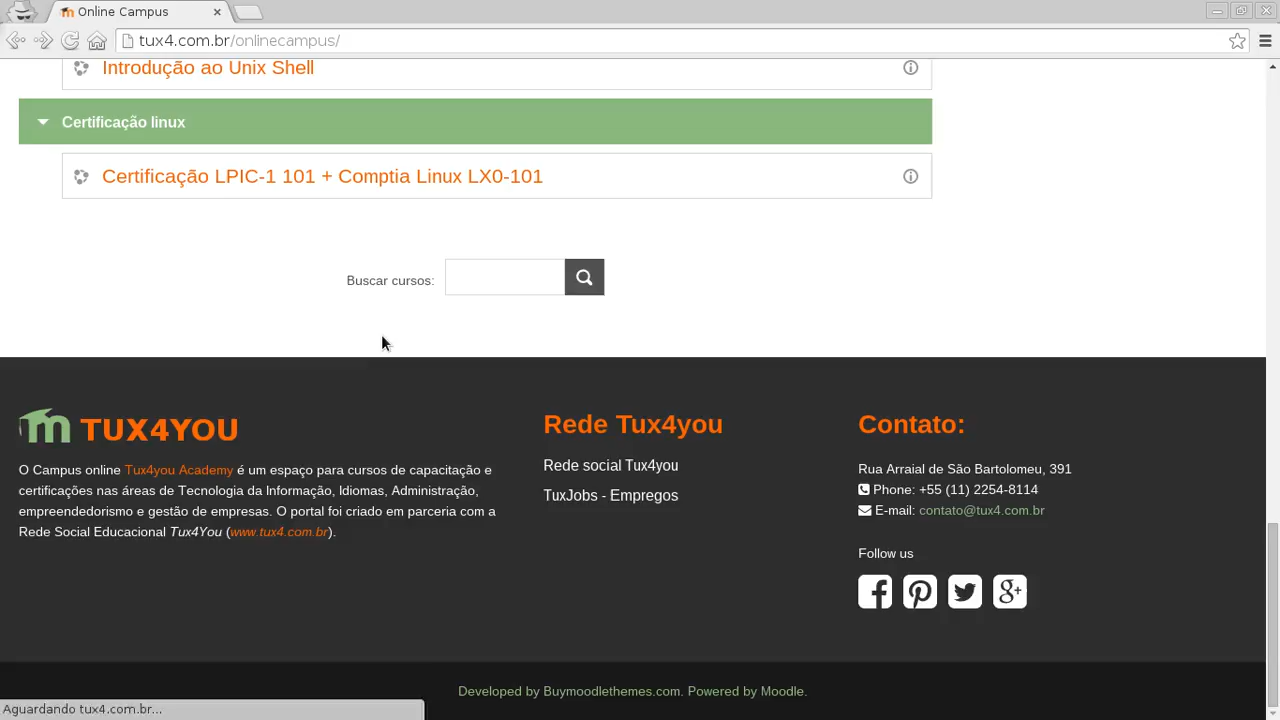 Online Campus
tux4.com.br/onlinecampus/
Introdução ao Unix Shell
Certificação linux
Certificação LPIC-1 101 + Comptia Linux LX0-101
Buscar cursos:
TUX4YOU
O Campus online Tux4you Academy é um espaço para cursos de capacitação e
certificações nas áreas de Tecnologia da Informação, Idiomas, Administração,
empreendedorismo e gestão de empresas. O portal foi criado em parceria com a
Rede Social Educacional Tux4You (www.tux4.com.br).
Rede Tux4you
Rede social Tux4you
TuxJobs - Empregos
Contato:
Rua Arraial de São Bartolomeu, 391
Phone: +55 (11) 2254-8114
E-mail: contato@tux4.com.br
Follow us
Developed by Buymoodlethemes.com. Powered by Moodle.
Aguardando tux4.com.br...